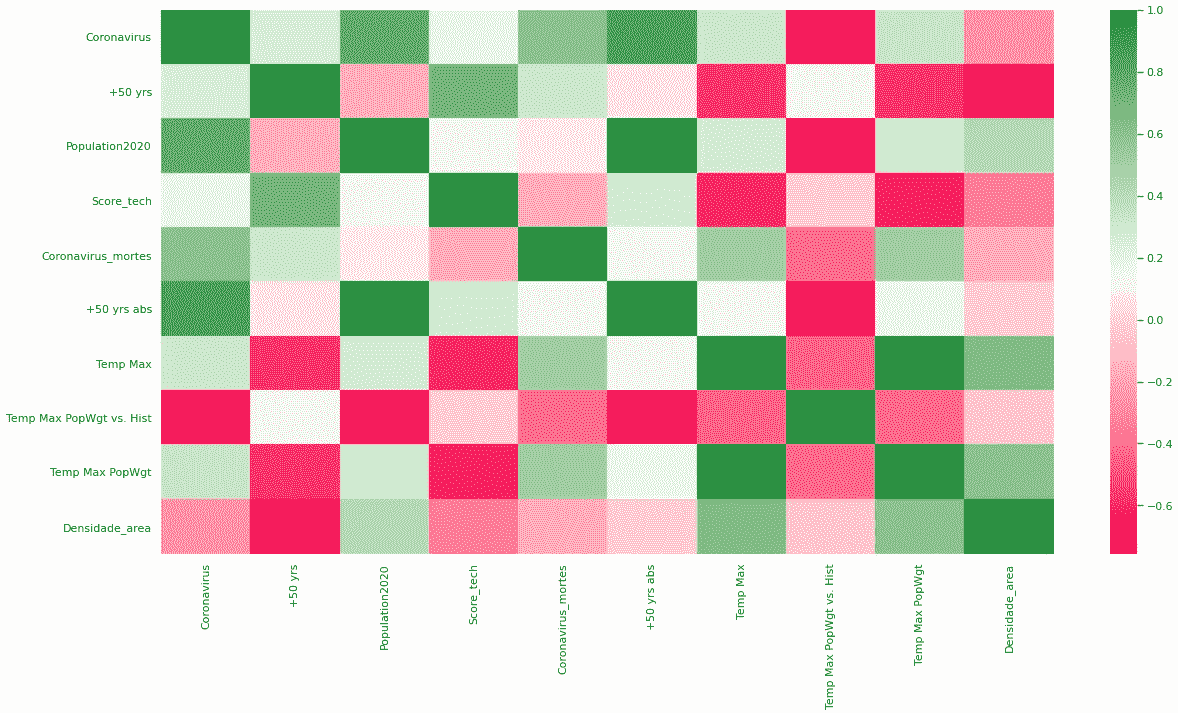 Coronavirus
+50 yrs
Population2020
Score_tech
Coronavirus_mortes
+50 yrs abs
Temp Max
Temp Max PopWgt vs. Hist
Temp Max PopWgt
Densidade_area
Coronavirus
+50 yrs
Population2020
Score_tech
Coronavirus_mortes
+50 yrs abs
Temp Max
Temp Max PopWgt vs. Hist
Temp Max PopWgt
Densidade_area
1.0
0.8
0.6
0.4
0.2
0.0
−0.2
−0.4
−0.6